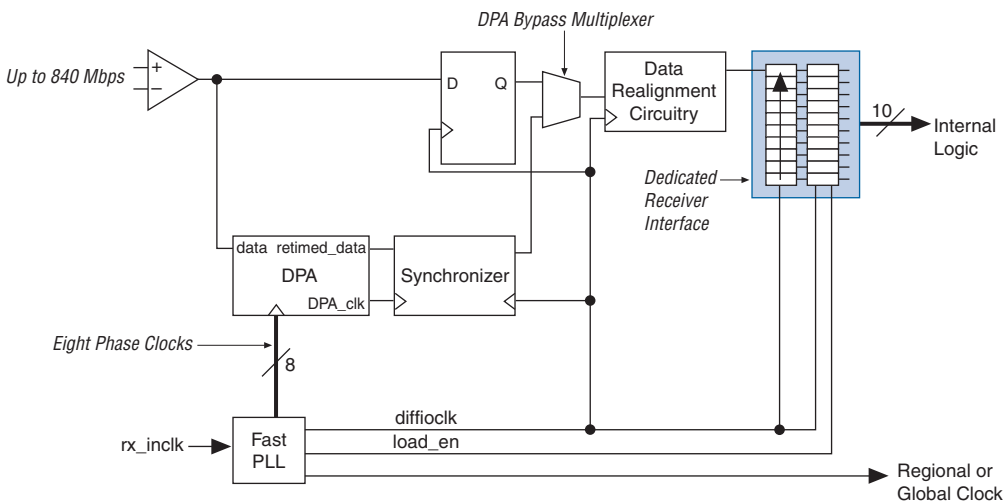 DPA Bypass Multiplexer
Up to 840 Mbps
+
−
D
Q
Data
Realignment
Circuitry
10
Internal
Logic
Dedicated
Receiver
Interface
data
retimed_data
DPA
DPA_clk
Synchronizer
Eight Phase Clocks
8
rx_inclk
Fast
PLL
diffioclk
load_en
Regional or
Global Clock